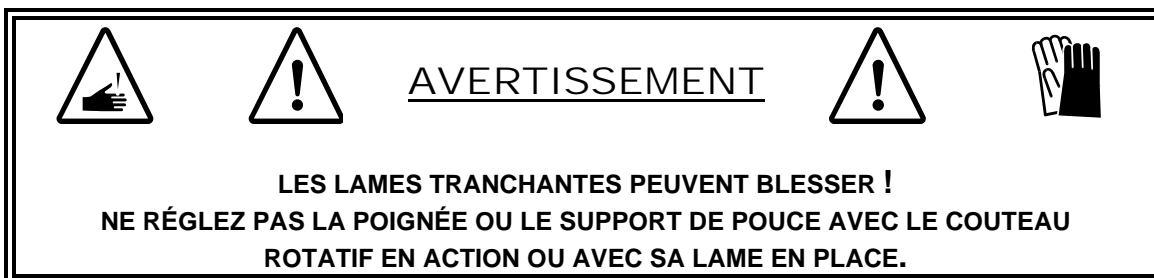 AVERTISSEMENT
LES LAMES TRANCHANTES PEUVENT BLESSER !
NE RÉGLEZ PAS LA POIGNÉE OU LE SUPPORT DE POUCE AVEC LE COUTEAU
ROTATIF EN ACTION OU AVEC SA LAME EN PLACE.